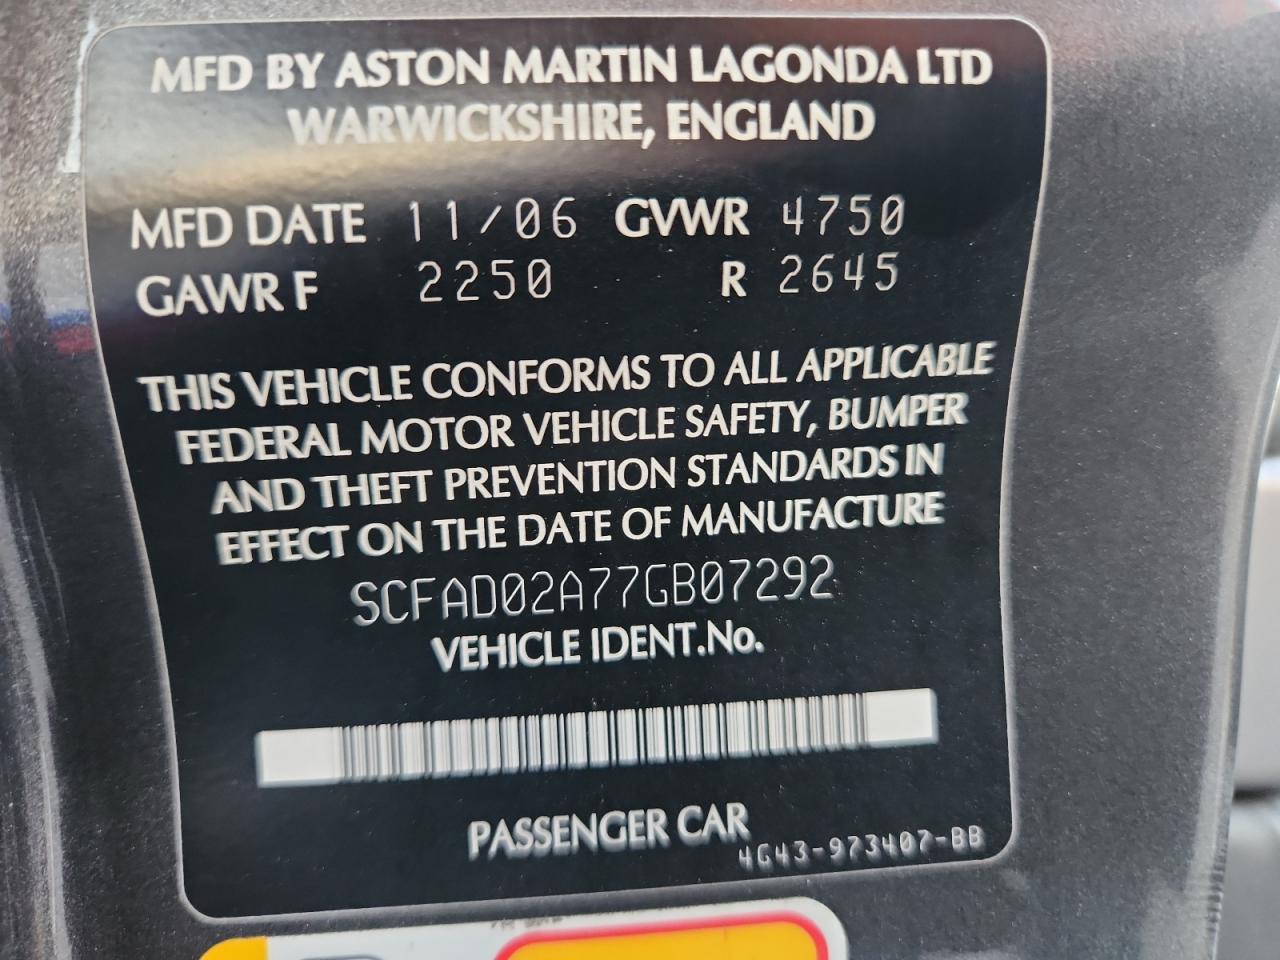 MFD BY ASTON MARTIN LAGONDA LTD
WARWICKSHIRE, ENGLAND
MFD DATE 11/06 GVWR 4750
GAWR F 2250 R 2645
THIS VEHICLE CONFORMS TO ALL APPLICABLE
FEDERAL MOTOR VEHICLE SAFETY, BUMPER
AND THEFT PREVENTION STANDARDS IN
EFFECT ON THE DATE OF MANUFACTURE
SCFAD02A77GB07292
VEHICLE IDENT.No.
PASSENGER CAR
4G43-973407-BB